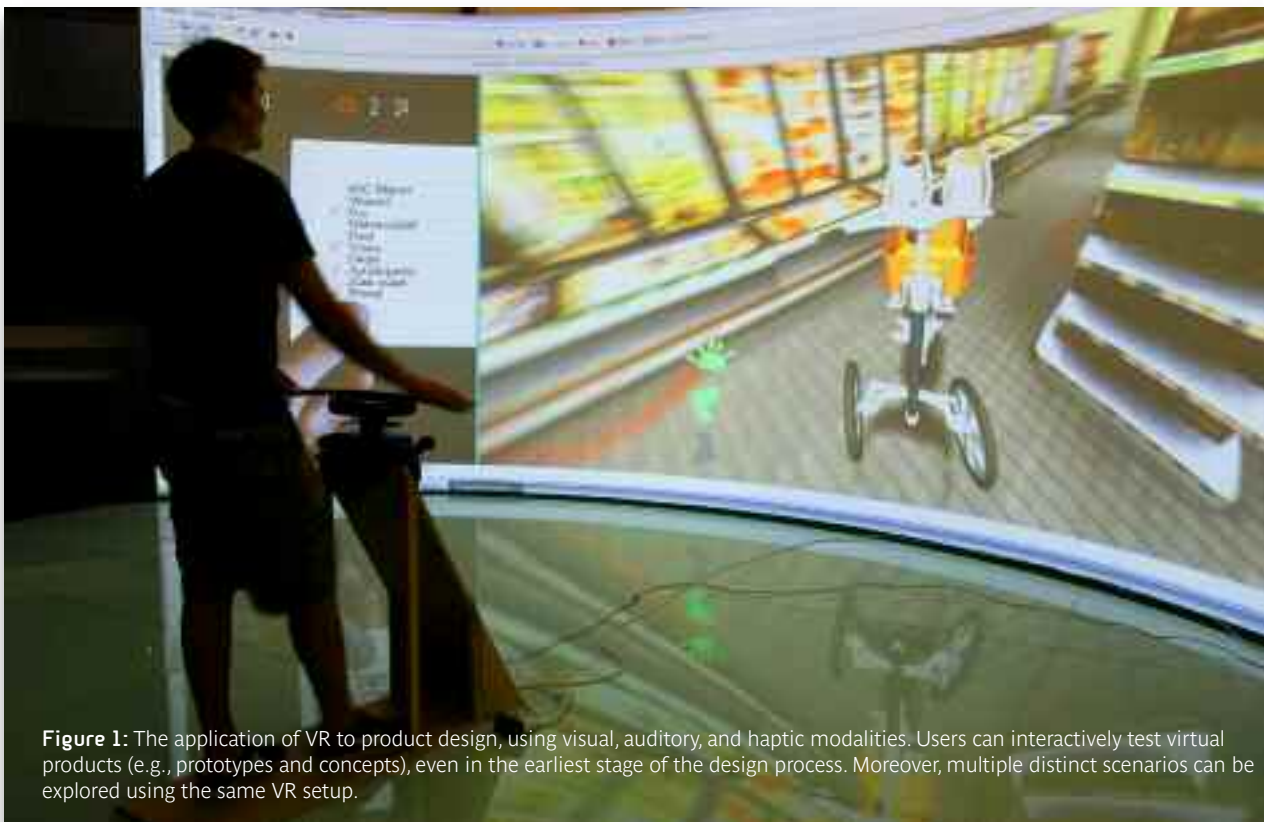 Figure 1: The application of VR to product design, using visual, auditory, and haptic modalities. Users can interactively test virtual
products (e.g., prototypes and concepts), even in the earliest stage of the design process. Moreover, multiple distinct scenarios can be
explored using the same VR setup.